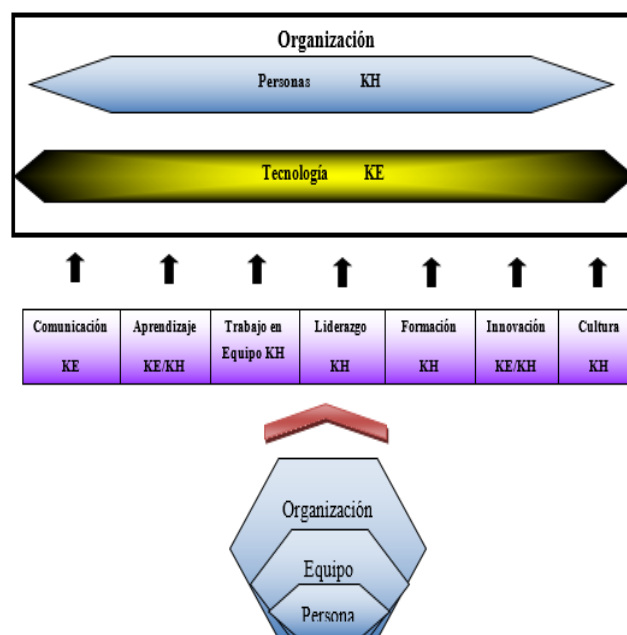 Organización
Personas KH
Tecnología KE
Comunicación
KE
Aprendizaje
KE/KH
Trabajo en
Equipo KH
Liderazgo
KH
Formación
KH
Innovación
KE/KH
Cultura
KH
Organización
Equipo
Persona